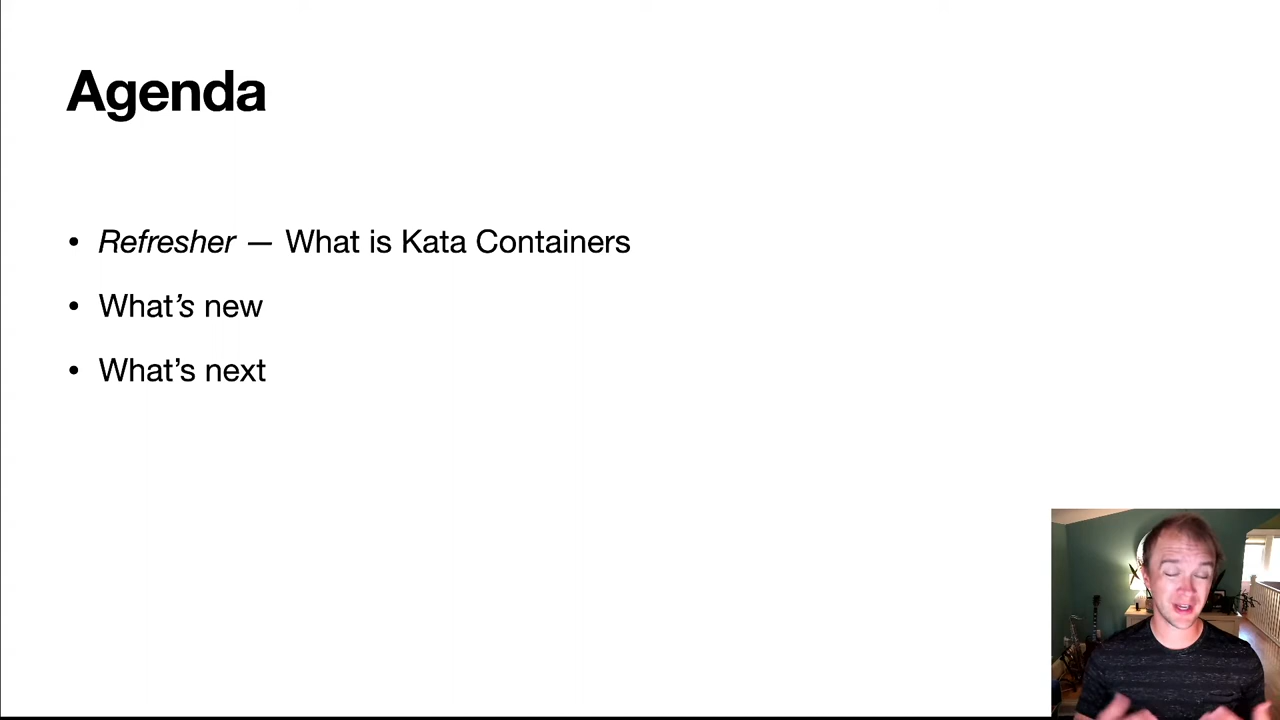 Agenda
• Refresher — What is Kata Containers
• What’s new
• What’s next